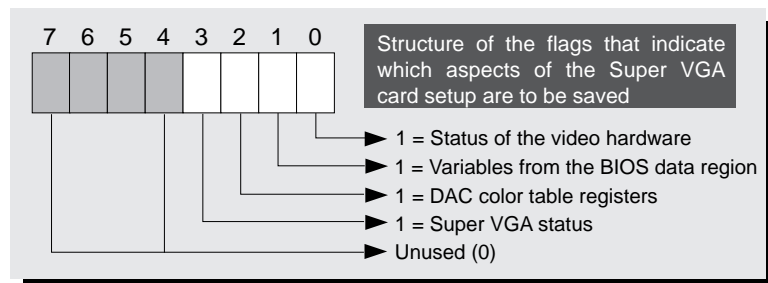 7 6 5 4 3 2 1 0
Structure of the flags that indicate
which aspects of the Super VGA
card setup are to be saved
1 = Status of the video hardware
1 = Variables from the BIOS data region
1 = DAC color table registers
1 = Super VGA status
Unused (0)